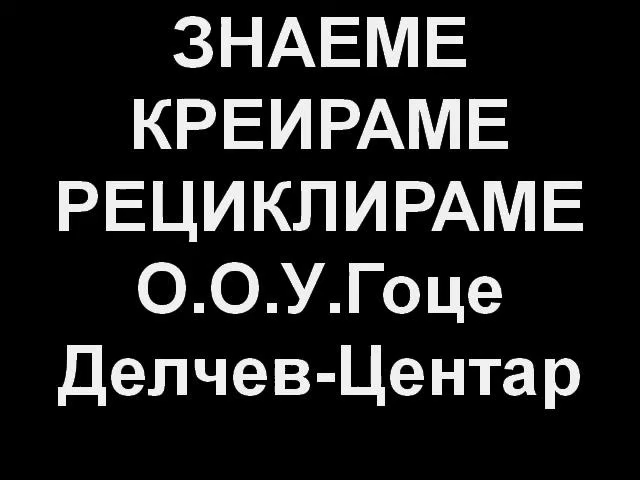 ЗНАЕМЕ
КРЕИРАМЕ
РЕЦИКЛИРАМЕ
О.О.У.Гоце
Делчев-Центар